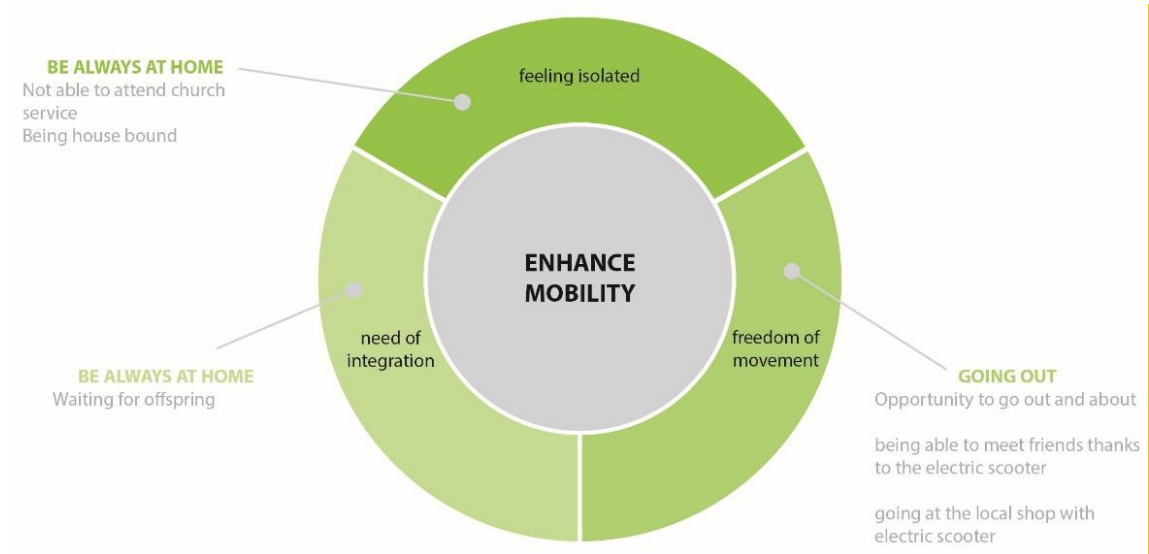 BE ALWAYS AT HOME
Not able to attend church
service
Being house bound
feeling isolated
ENHANCE
MOBILITY
need of
integration
freedom of
movement
BE ALWAYS AT HOME
Waiting for offspring
GOING OUT
Opportunity to go out and about
being able to meet friends thanks
to the electric scooter
going at the local shop with
electric scooter